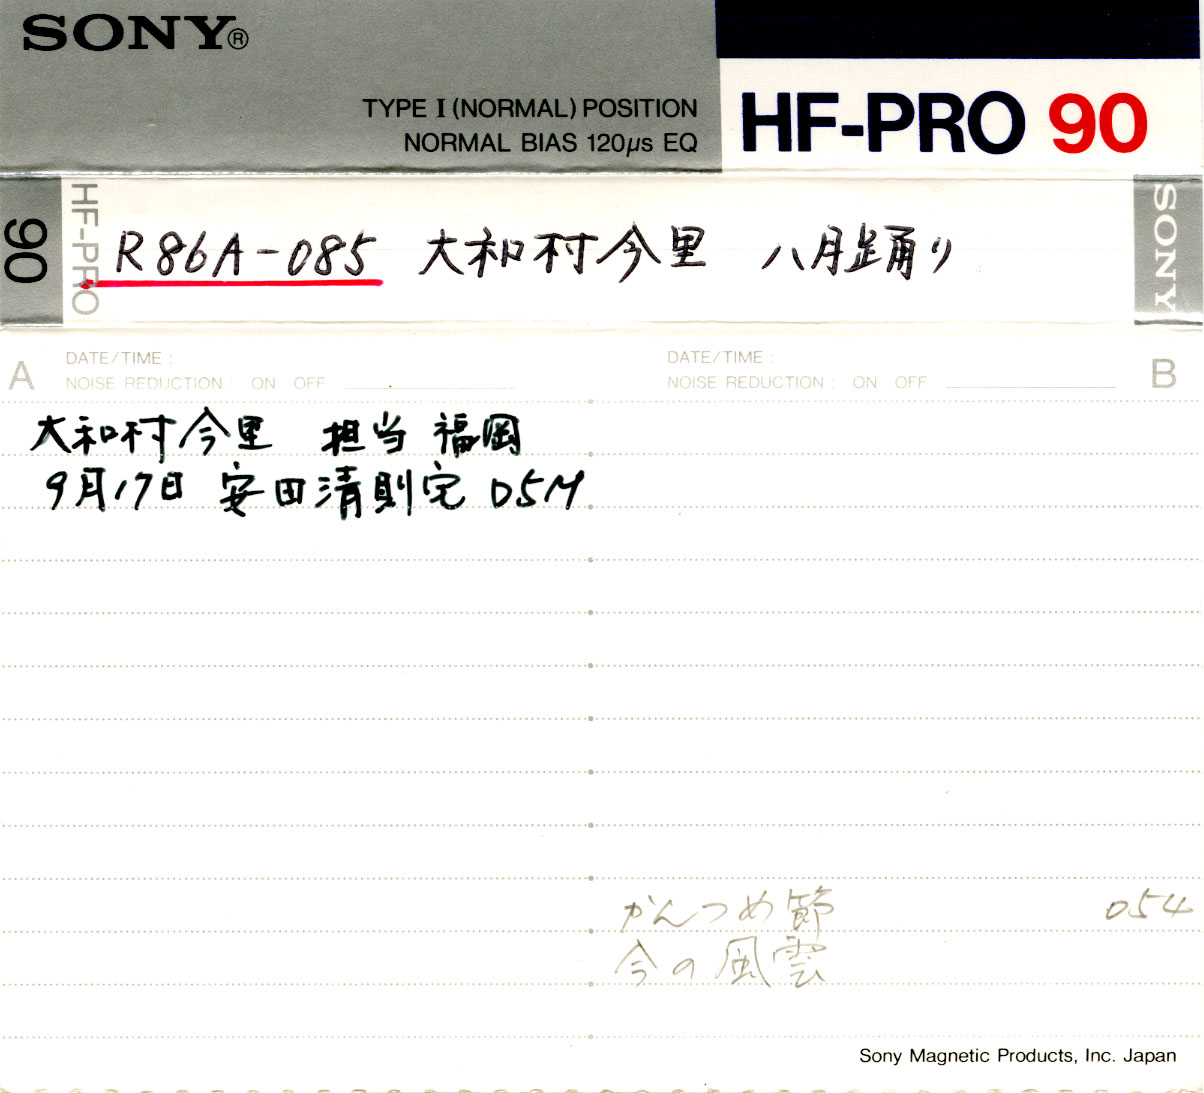 SONY®
TYPE I (NORMAL) POSITION
NORMAL BIAS 120μs EQ
HF-PRO 90
90
HF-PRO
R86A-085 大和村今里 八月踊り
SONY
A
DATE/TIME :
NOISE REDUCTION : ON OFF
DATE/TIME :
NOISE REDUCTION : ON OFF
B
大和村今里 担当 福岡
9月17日 安田清則宅 D5M
かんつめ節 054
今の風雲
Sony Magnetic Products, Inc. Japan